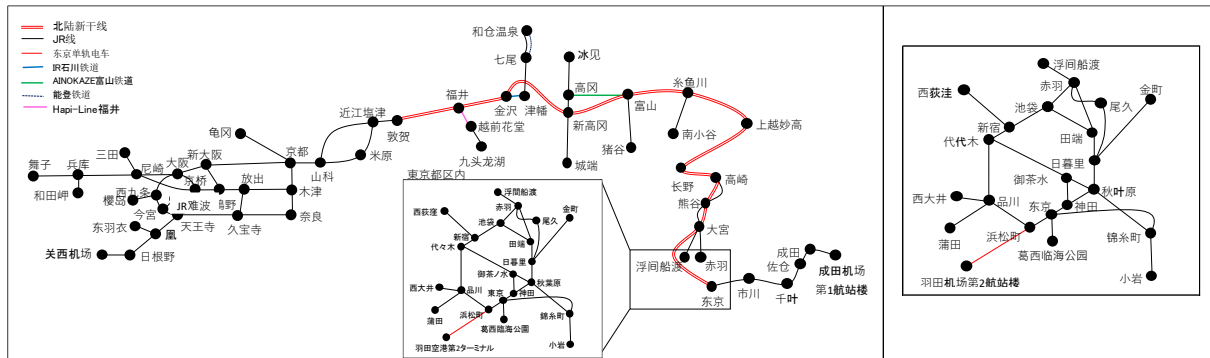 北陆新干线
JR线
东京单轨电车
IR石川铁道
AINOKAZE富山铁道
能登铁道
Hapi-Line福井
和仓温泉
七尾
冰见
高冈
金沢
津幡
富山
糸鱼川
福井
越前花堂
九头龙湖
新高冈
南小谷
上越妙高
近江塩津
敦贺
城端
猪谷
米原
龟冈
京都
山科
新大阪
三田
大阪
尼崎
舞子
兵库
和田岬
京桥
放出
木津
西九条
樱岛
JR难波
鴫野
今宫
天王寺
久宝寺
奈良
东羽衣
凰
关西机场
日根野
长野
高崎
熊谷
大宫
浮间船渡
赤羽
东京
市川
千叶
佐仓
成田
成田机场
第1航站楼
東京都区内
浮間船渡
赤羽
西荻窪
池袋
尾久
金町
新宿
田端
代々木
日暮里
御茶ノ水
秋葉原
西大井
品川
東京
神田
蒲田
浜松町
錦糸町
葛西臨海公園
羽田空港第2ターミナル
小岩
浮间船渡
赤羽
西荻洼
池袋
尾久
金町
新宿
代代木
田端
日暮里
御茶水
秋叶原
西大井
品川
东京
神田
蒲田
浜松町
锦糸町
葛西临海公园
羽田机场第2航站楼
小岩